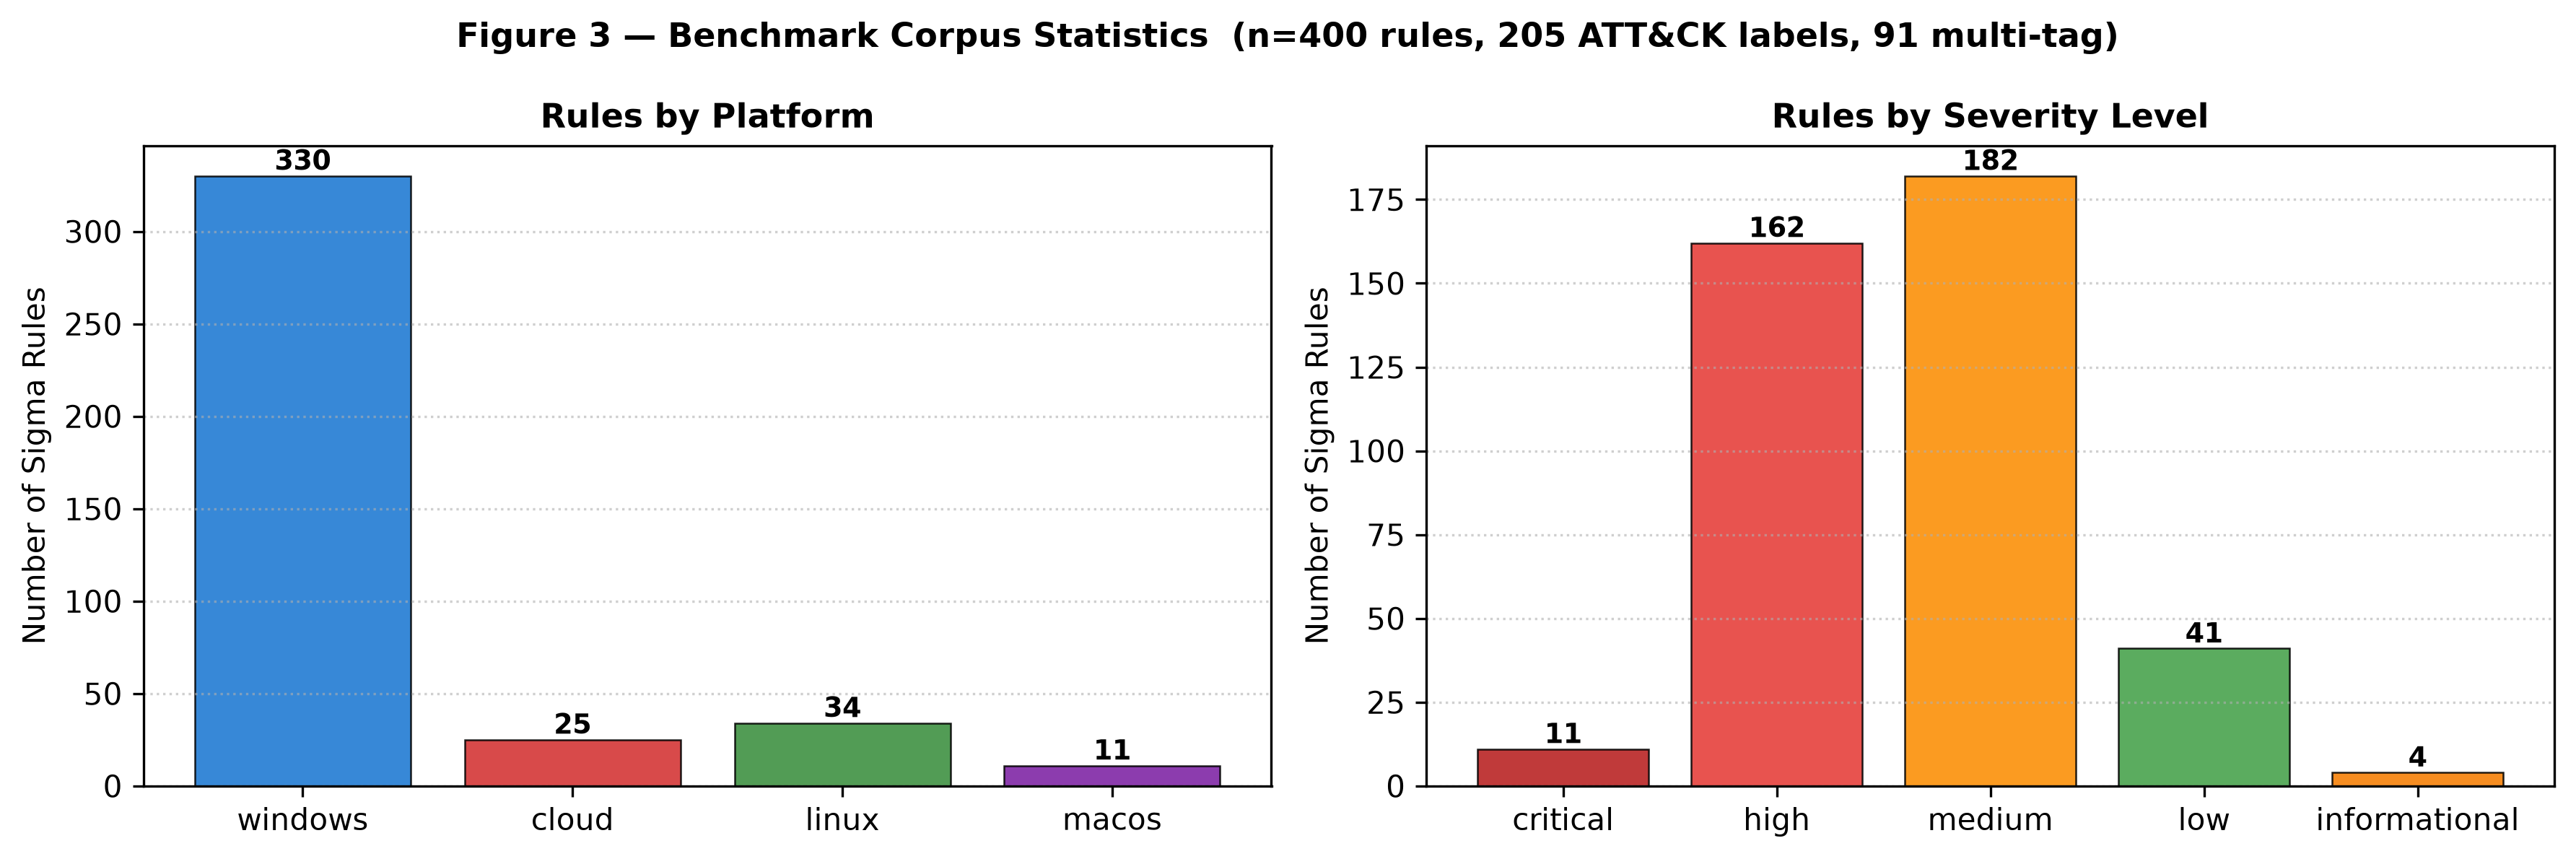 Figure 3 — Benchmark Corpus Statistics  (n=400 rules, 205 ATT&CK labels, 91 multi-tag)
Rules by Platform
Number of Sigma Rules
300
250
200
150
100
50
0
330
25
34
11
windows
cloud
linux
macos
Rules by Severity Level
Number of Sigma Rules
175
150
125
100
75
50
25
0
11
162
182
41
4
critical
high
medium
low
informational